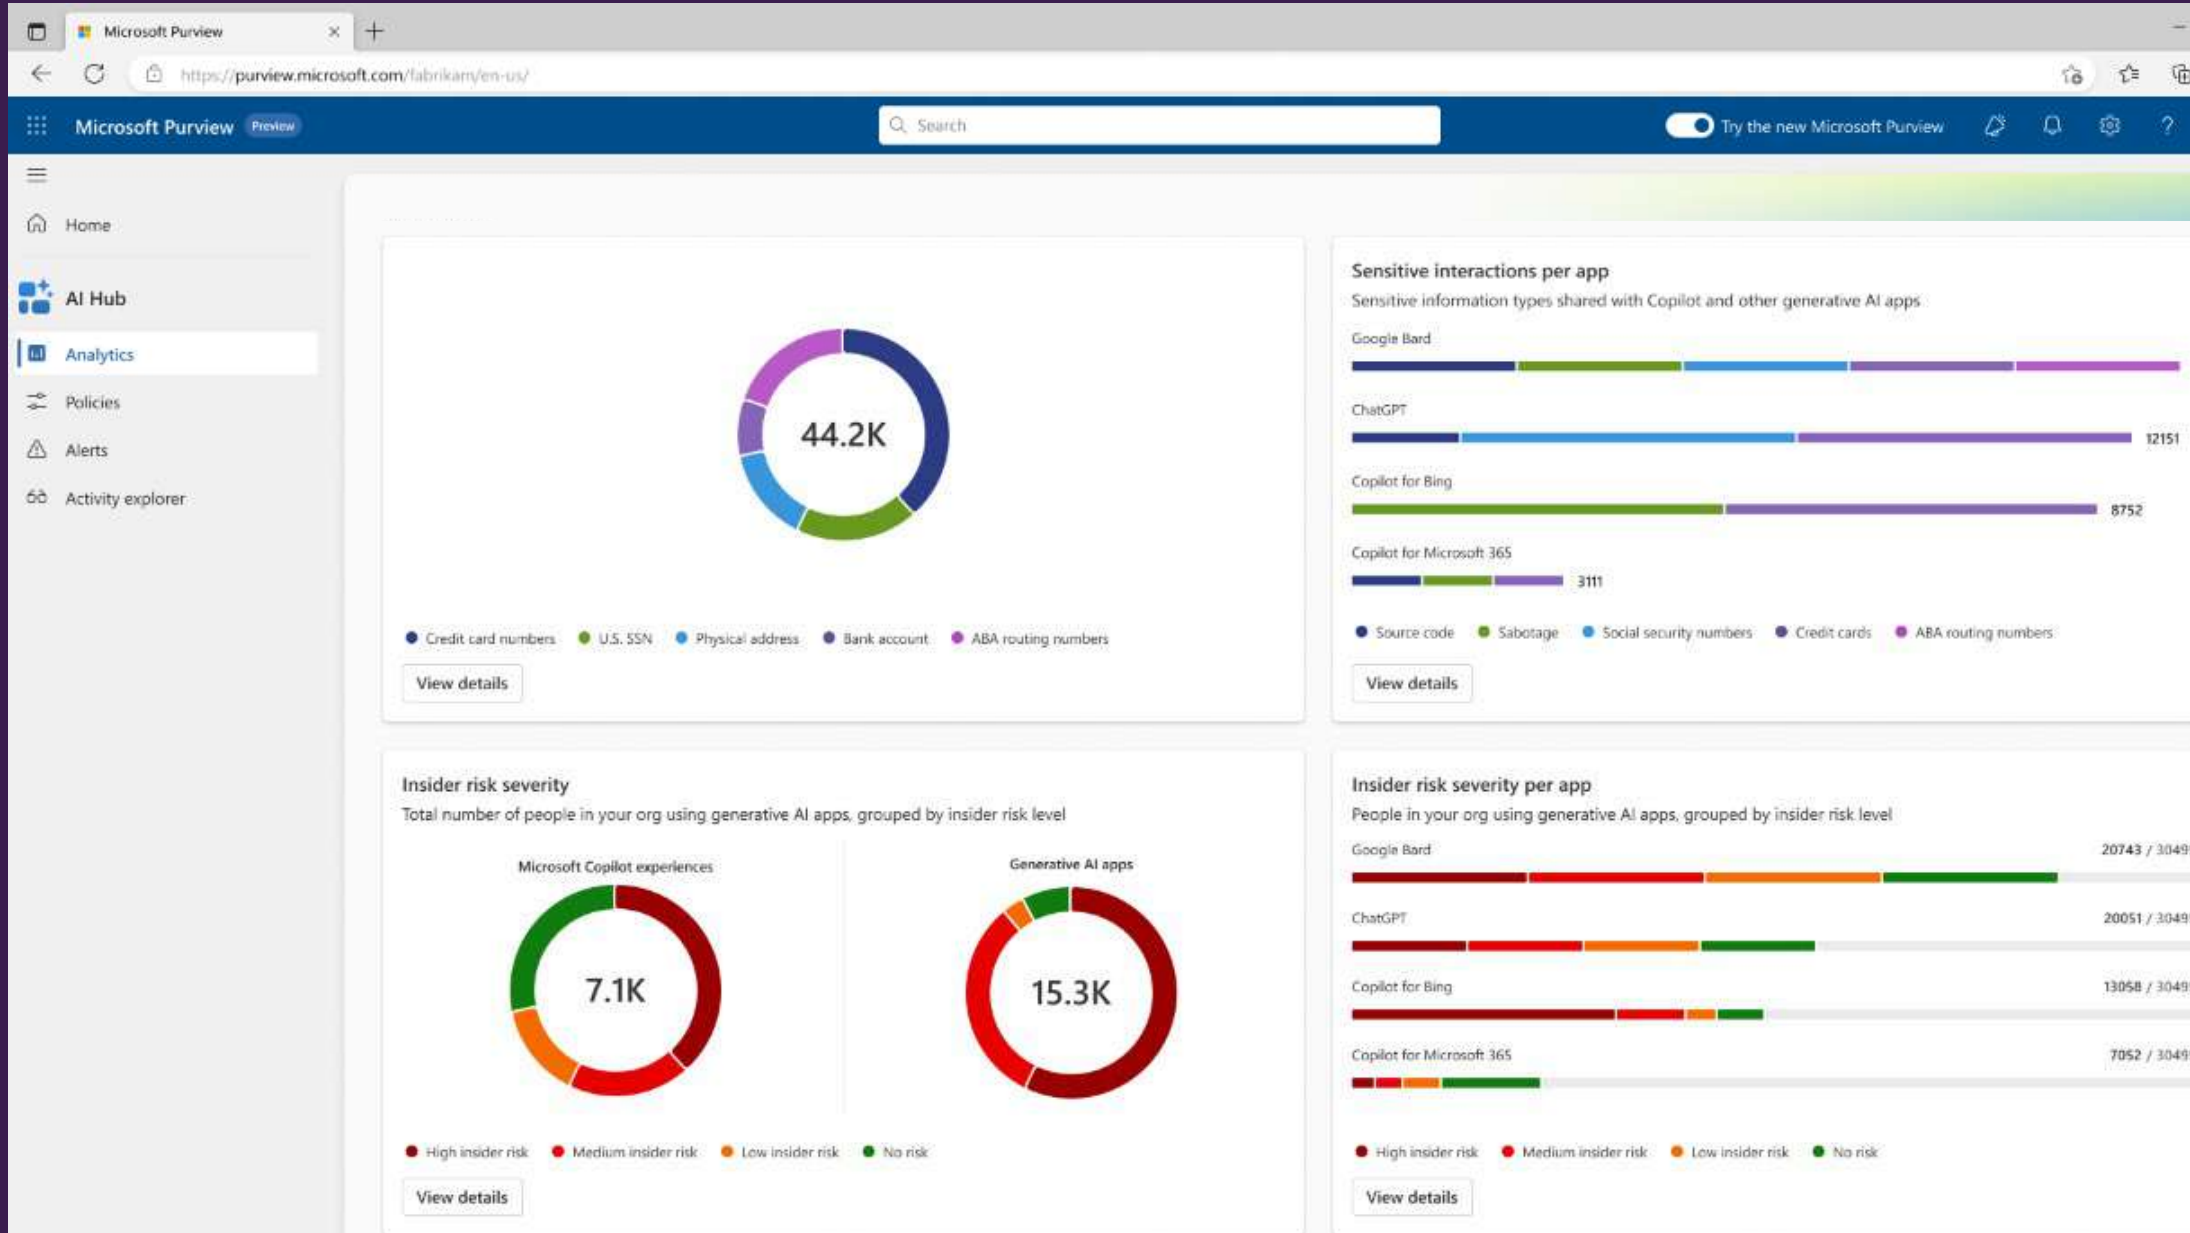 Microsoft Purview
https://purview.microsoft.com/fabrikam/en-us/
Microsoft Purview Preview
Search
Try the new Microsoft Purview
?
Home
AI Hub
Analytics
Policies
Alerts
Activity explorer
44.2K
Credit card numbers U.S. SSN Physical address Bank account ABA routing numbers
View details
Sensitive interactions per app
Sensitive information types shared with Copilot and other generative AI apps
Google Bard
ChatGPT
12151
Copilot for Bing
8752
Copilot for Microsoft 365
3111
Source code Sabotage Social security numbers Credit cards ABA routing numbers
View details
Insider risk severity
Total number of people in your org using generative AI apps, grouped by insider risk level
Microsoft Copilot experiences
7.1K
Generative AI apps
15.3K
High insider risk Medium insider risk Low insider risk No risk
View details
Insider risk severity per app
People in your org using generative AI apps, grouped by insider risk level
Google Bard 20743 / 3049
ChatGPT 20051 / 3049
Copilot for Bing 13058 / 3049
Copilot for Microsoft 365 7052 / 3049
High insider risk Medium insider risk Low insider risk No risk
View details